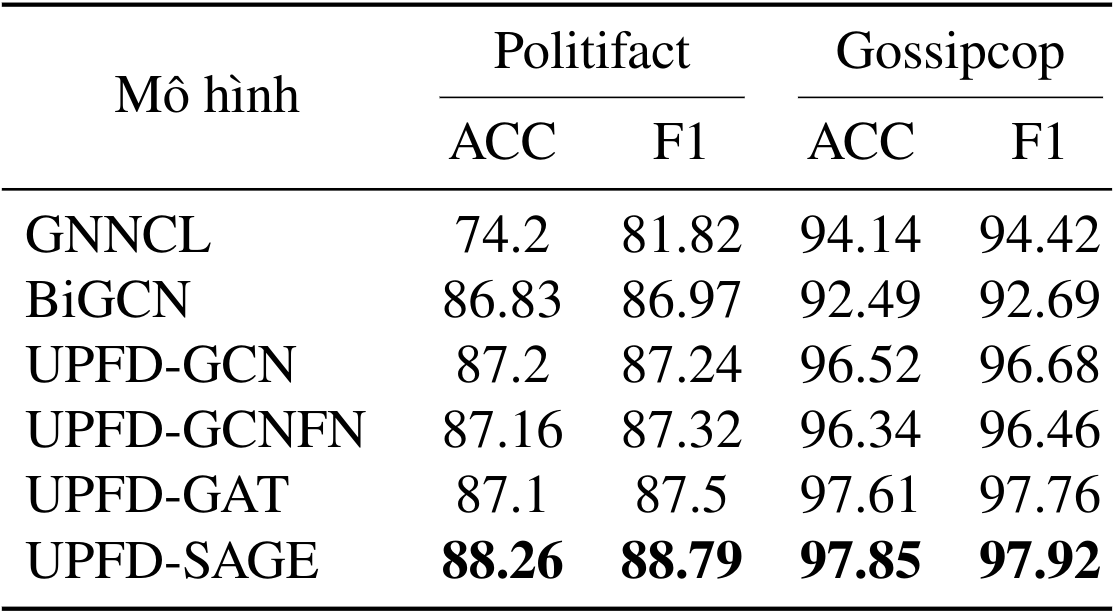 Mô hình Politifact Gossipcop
ACC F1 ACC F1
GNNCL 74.2 81.82 94.14 94.42
BiGCN 86.83 86.97 92.49 92.69
UPFD-GCN 87.2 87.24 96.52 96.68
UPFD-GCNFN 87.16 87.32 96.34 96.46
UPFD-GAT 87.1 87.5 97.61 97.76
UPFD-SAGE 88.26 88.79 97.85 97.92